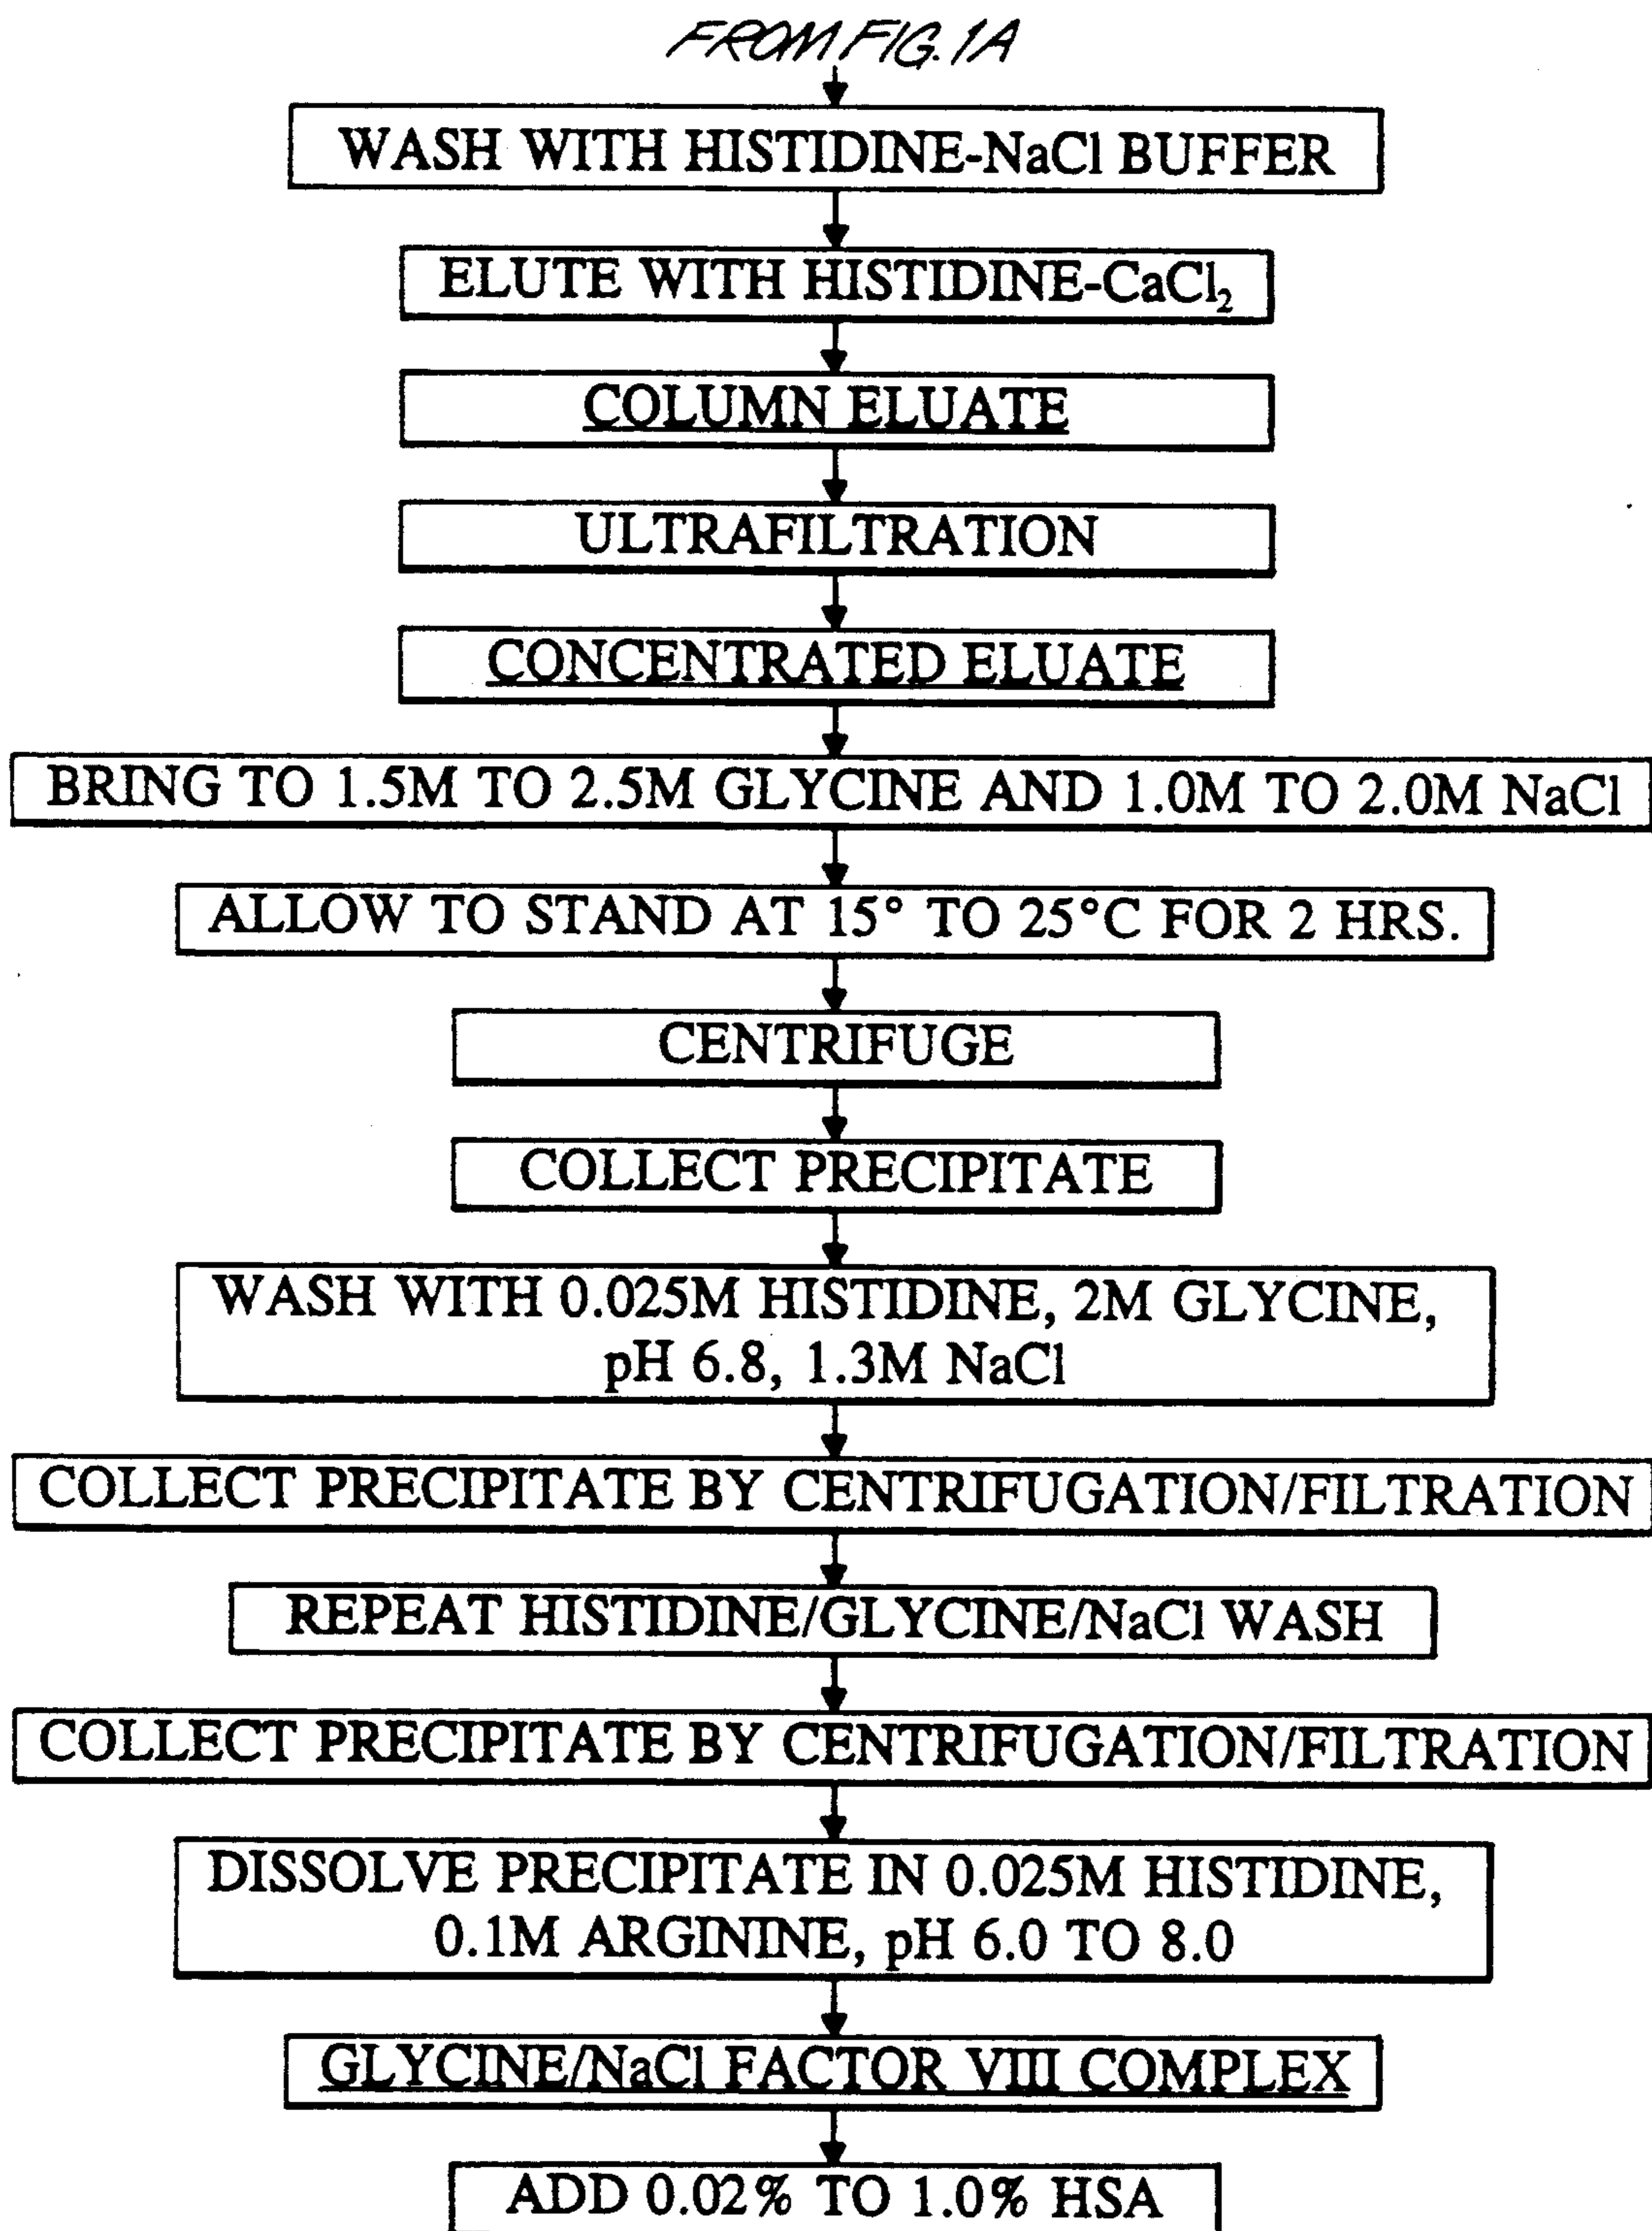 FROM FIG. 1A
WASH WITH HISTIDINE-NaCl BUFFER
ELUTE WITH HISTIDINE-CaCl₂
COLUMN ELUATE
ULTRAFILTRATION
CONCENTRATED ELUATE
BRING TO 1.5M TO 2.5M GLYCINE AND 1.0M TO 2.0M NaCl
ALLOW TO STAND AT 15° TO 25°C FOR 2 HRS.
CENTRIFUGE
COLLECT PRECIPITATE
WASH WITH 0.025M HISTIDINE, 2M GLYCINE,
pH 6.8, 1.3M NaCl
COLLECT PRECIPITATE BY CENTRIFUGATION/FILTRATION
REPEAT HISTIDINE/GLYCINE/NaCl WASH
COLLECT PRECIPITATE BY CENTRIFUGATION/FILTRATION
DISSOLVE PRECIPITATE IN 0.025M HISTIDINE,
0.1M ARGININE, pH 6.0 TO 8.0
GLYCINE/NaCl FACTOR VIII COMPLEX
ADD 0.02% TO 1.0% HSA